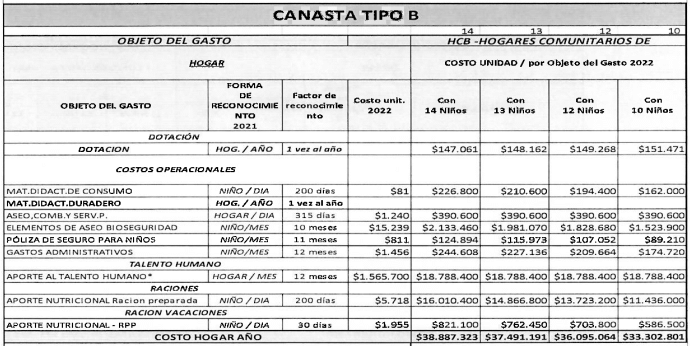 CANASTA TIPO B
14 13 12 10
OBJETO DEL GASTO HCB -HOGARES COMUNITARIOS DE
HOGAR COSTO UNIDAD / por Objeto del Gasto 2022
OBJETO DEL GASTO FORMA DE RECONOCIMIE NTO 2021 Factor de reconocimie nto Costo unit. 2022 Con 14 Niños Con 13 Niños Con 12 Niños Con 10 Niños
DOTACIÓN
DOTACION HOG. / AÑO 1 vez al año $147.061 $148.162 $149.268 $151.471
COSTOS OPERACIONALES
MAT.DIDACT.DE CONSUMO NIÑO / DIA 200 días $81 $226.800 $210.600 $194.400 $162.000
MAT.DIDACT.DURADERO HOG. / AÑO 1 vez al año
ASEO,COMB.Y SERV.P. HOGAR / DIA 315 días $1.240 $390.600 $390.600 $390.600 $390.600
ELEMENTOS DE ASEO BIOSEGURIDAD NIÑO/MES 10 meses $15.239 $2.133.460 $1.981.070 $1.828.680 $1.523.900
PÓLIZA DE SEGURO PARA NIÑOS NIÑO/MES 11 meses $811 $124.894 $115.973 $107.052 $89.210
GASTOS ADMINISTRATIVOS NIÑO/MES 12 meses $1.456 $244.608 $227.136 $209.664 $174.720
TALENTO HUMANO
APORTE AL TALENTO HUMANO* HOGAR / MES 12 meses $1.565.700 $18.788.400 $18.788.400 $18.788.400 $18.788.400
RACIONES
APORTE NUTRICIONAL Racion preparada NIÑO / DIA 200 días $5.718 $16.010.400 $14.866.800 $13.723.200 $11.436.000
RACION VACACIONES
APORTE NUTRICIONAL - RPP NIÑO / DIA 30 días $1.955 $821.100 $762.450 $703.800 $586.500
COSTO HOGAR AÑO $38.887.323 $37.491.191 $36.095.064 $33.302.801